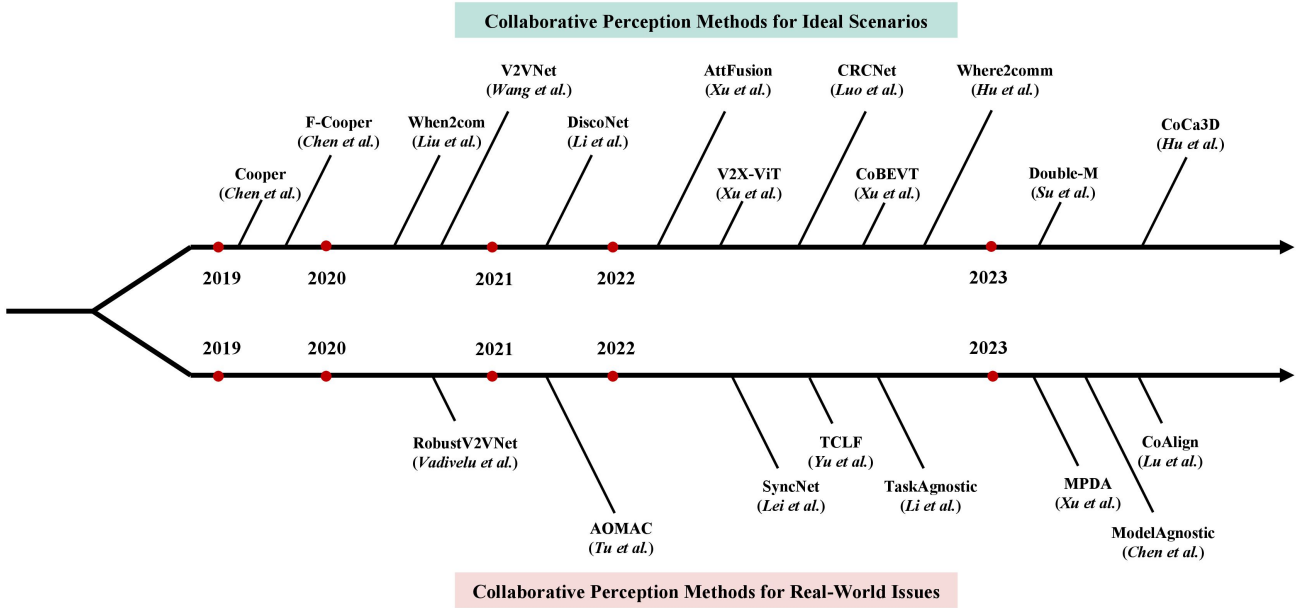 Collaborative Perception Methods for Ideal Scenarios
V2VNet
(Wang et al.)
AttFusion
(Xu et al.)
CRCNet
(Luo et al.)
Where2comm
(Hu et al.)
F-Cooper
(Chen et al.)
When2com
(Liu et al.)
DiscoNet
(Li et al.)
CoCa3D
(Hu et al.)
Cooper
(Chen et al.)
V2X-ViT
(Xu et al.)
CoBEVT
(Xu et al.)
Double-M
(Su et al.)
2019
2020
2021
2022
2023
2019
2020
2021
2022
2023
RobustV2VNet
(Vadivelu et al.)
TCLF
(Yu et al.)
CoAlign
(Lu et al.)
SyncNet
(Lei et al.)
TaskAgnostic
(Li et al.)
MPDA
(Xu et al.)
AOMAC
(Tu et al.)
ModelAgnostic
(Chen et al.)
Collaborative Perception Methods for Real-World Issues